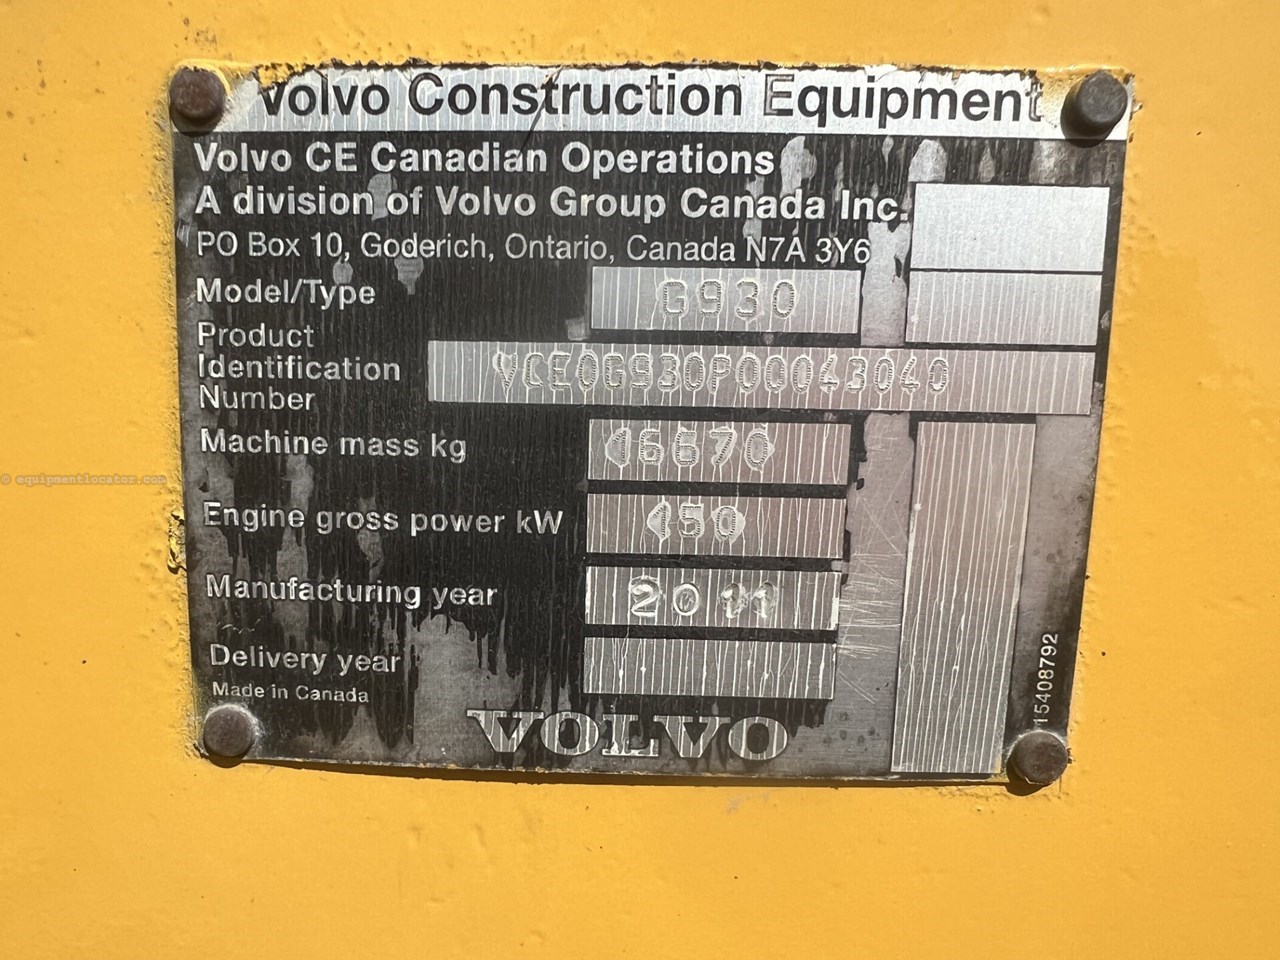 Volvo Construction Equipment
Volvo CE Canadian Operations
A division of Volvo Group Canada Inc.
PO Box 10, Goderich, Ontario, Canada N7A 3Y6
Model/Type G930
Product
Identification VCE0G930P00043040
Number
Machine mass kg 16670
Engine gross power kW 150
Manufacturing year 2011
Delivery year
Made in Canada
VOLVO
15408792
© equipmentlocator.com